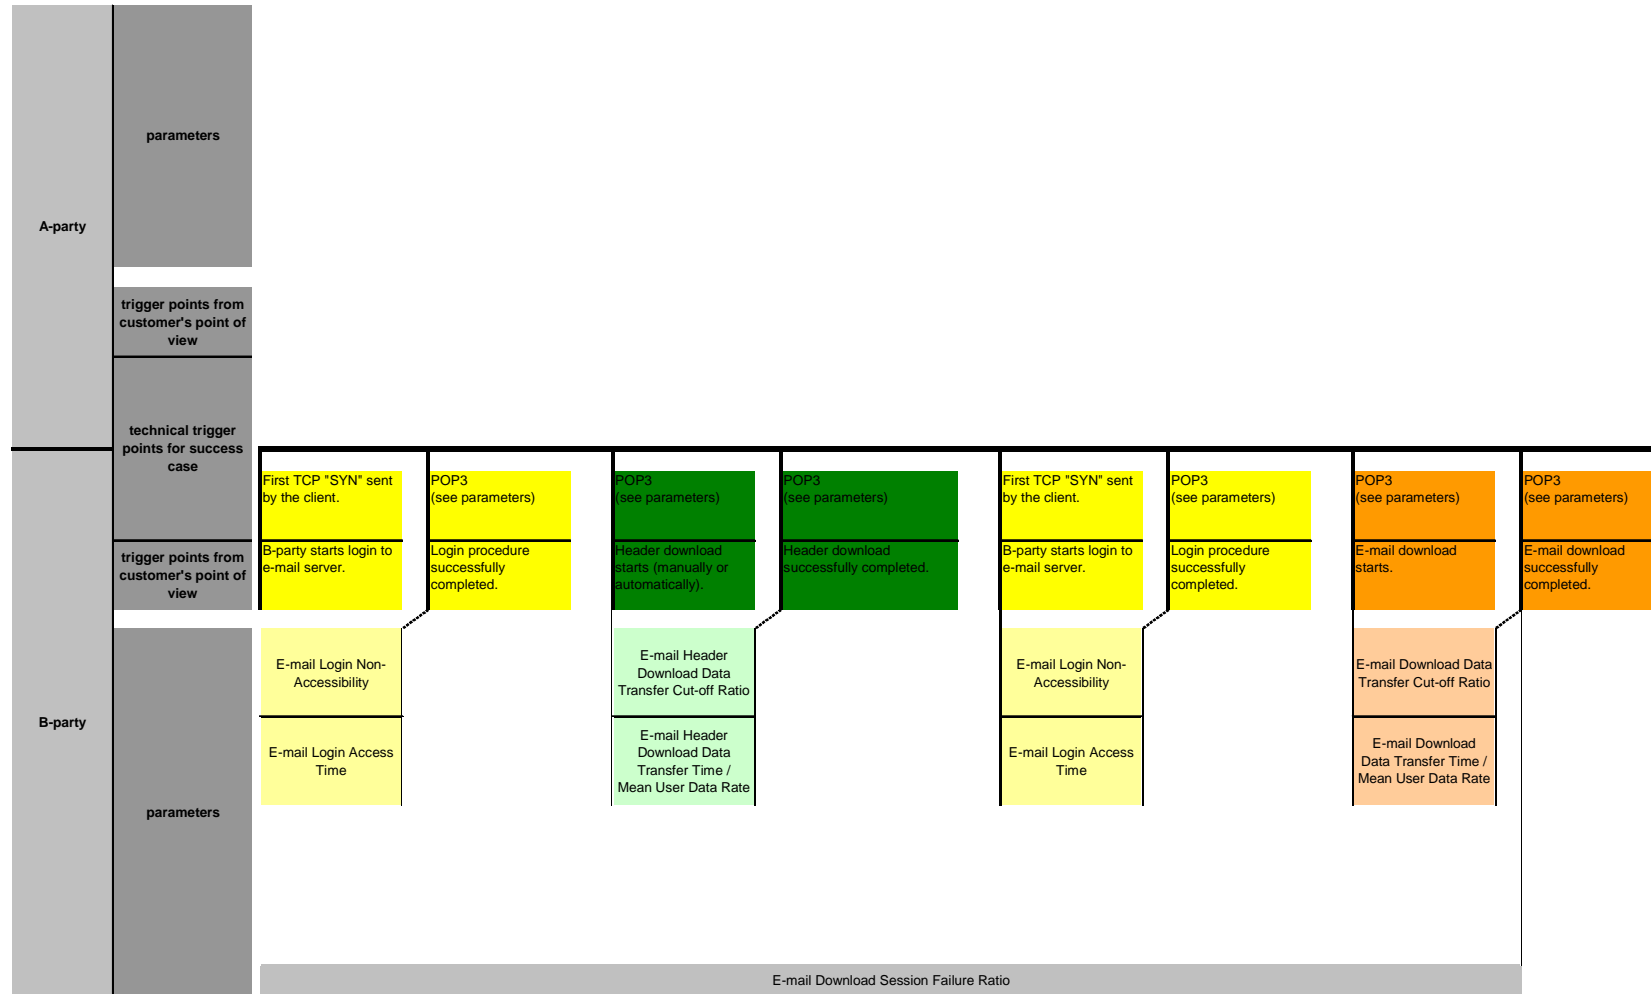 parameters
A-party
trigger points from
customer's point of
view
technical trigger
points for success
case
First TCP "SYN" sent
by the client.
POP3
(see parameters)
POP3
(see parameters)
POP3
(see parameters)
First TCP "SYN" sent
by the client.
POP3
(see parameters)
POP3
(see parameters)
POP3
(see parameters)
trigger points from
customer's point of
view
B-party starts login to
e-mail server.
Login procedure
successfully
completed.
Header download
starts (manually or
automatically).
Header download
successfully completed.
B-party starts login to
e-mail server.
Login procedure
successfully
completed.
E-mail download
starts.
E-mail download
successfully
completed.
B-party
parameters
E-mail Login Non-
Accessibility
E-mail Header
Download Data
Transfer Cut-off Ratio
E-mail Login Non-
Accessibility
E-mail Download Data
Transfer Cut-off Ratio
E-mail Login Access
Time
E-mail Header
Download Data
Transfer Time /
Mean User Data Rate
E-mail Login Access
Time
E-mail Download
Data Transfer Time /
Mean User Data Rate
E-mail Download Session Failure Ratio